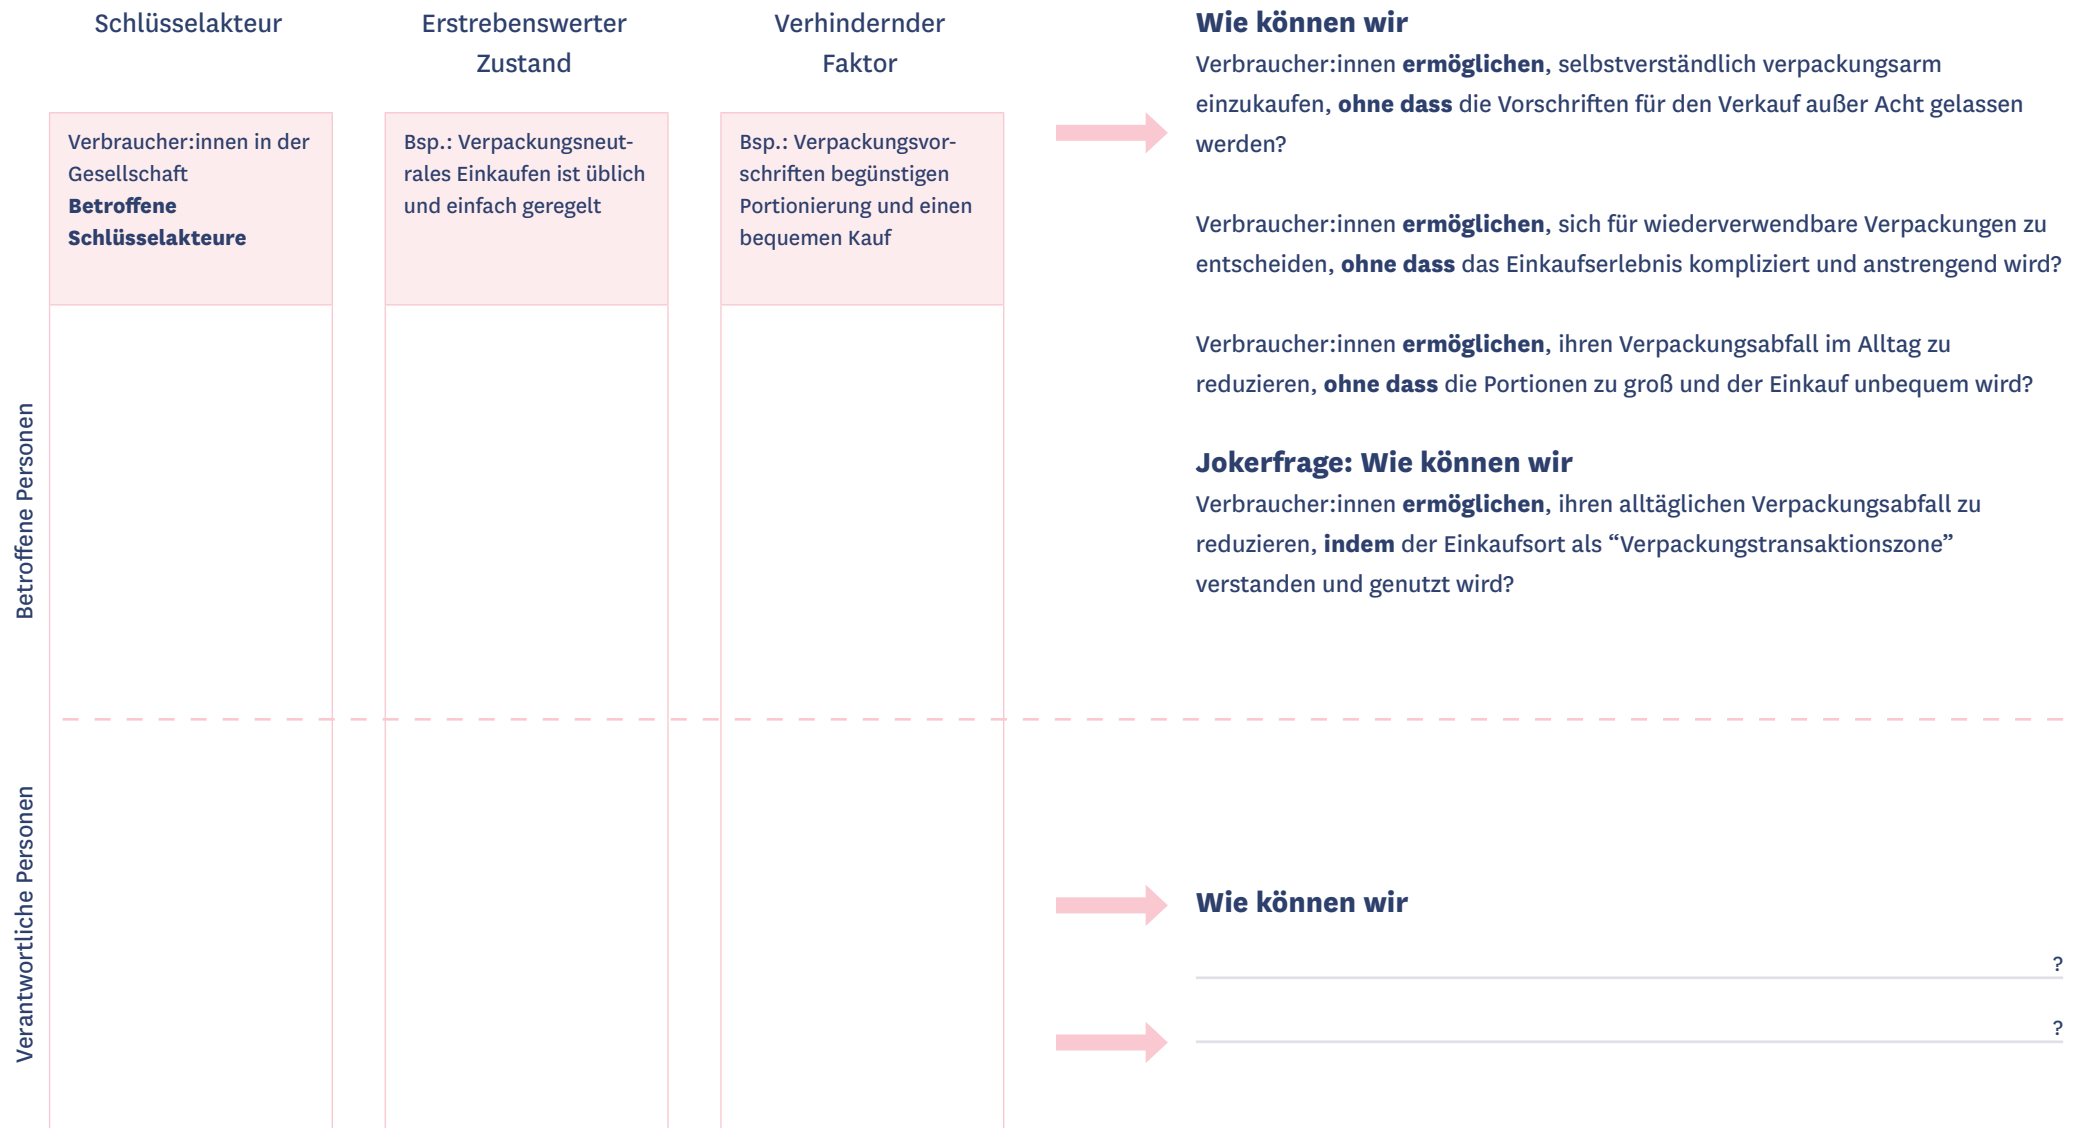 Schlüsselakteur
Erstrebenswerter
Zustand
Verhindernder
Faktor
Verbraucher:innen in der
Gesellschaft
Betroffene
Schlüsselakteure
Bsp.: Verpackungsneut-
rales Einkaufen ist üblich
und einfach geregelt
Bsp.: Verpackungsvor-
schriften begünstigen
Portionierung und einen
bequemen Kauf
Wie können wir
Verbraucher:innen ermöglichen, selbstverständlich verpackungsarm
einzukaufen, ohne dass die Vorschriften für den Verkauf außer Acht gelassen
werden?
Verbraucher:innen ermöglichen, sich für wiederverwendbare Verpackungen zu
entscheiden, ohne dass das Einkaufserlebnis kompliziert und anstrengend wird?
Verbraucher:innen ermöglichen, ihren Verpackungsabfall im Alltag zu
reduzieren, ohne dass die Portionen zu groß und der Einkauf unbequem wird?
Jokerfrage: Wie können wir
Verbraucher:innen ermöglichen, ihren alltäglichen Verpackungsabfall zu
reduzieren, indem der Einkaufsort als “Verpackungstransaktionszone”
verstanden und genutzt wird?
Betroffene Personen
Verantwortliche Personen
Wie können wir
?
?